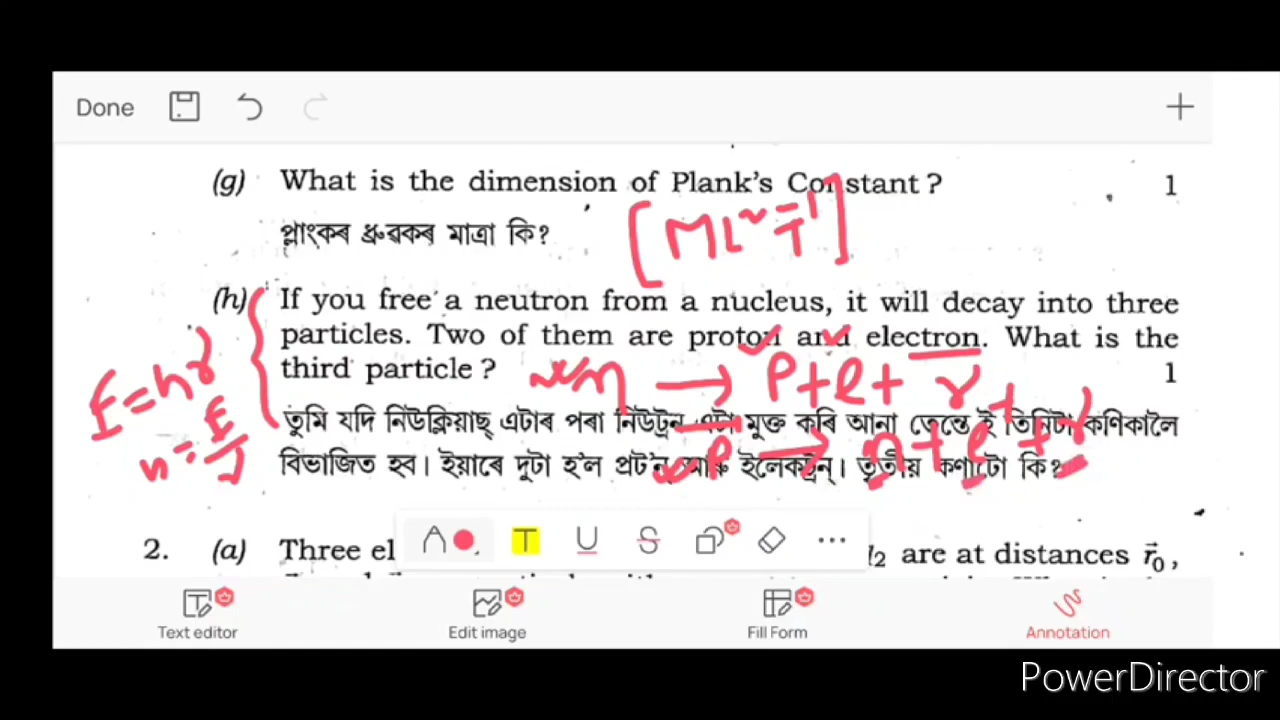 Done
(g) What is the dimension of Plank's Constant? 1
প্লাংকৰ ধ্ৰুৱকৰ মাত্ৰা কি?
[ML² T⁻¹]
(h) If you free a neutron from a nucleus, it will decay into three
particles. Two of them are proton and electron. What is the
third particle? 1
n → p + e + ν̄
E = hν
তুমি যদি নিউক্লিয়াছ্ এটাৰ পৰা নিউট্ৰন্ এটা মুক্ত কৰি আনা তেন্তে ই তিনিটা কণিকালৈ
বিভাজিত হব। ইয়াৰে দুটা হ'ল প্ৰট'ন্ আৰু ইলেকট্ৰন্। তৃতীয় কণাটো কি?
p → n + e +
2. (a) Three el
are at distances r⃗₀,
Text editor
Edit image
Fill Form
Annotation
PowerDirector